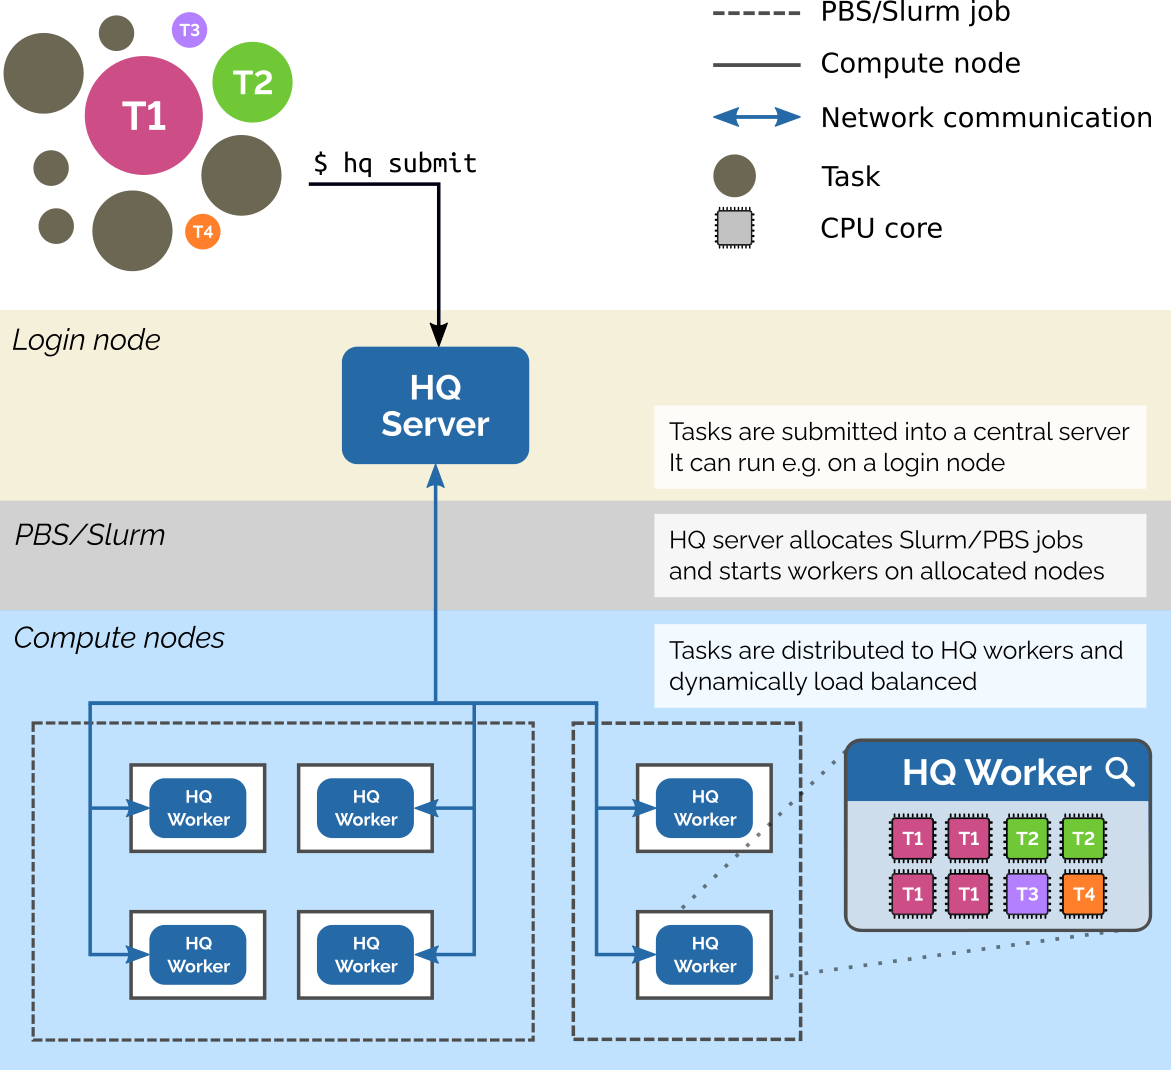 T1
T2
T3
T4
$ hq submit
PBS/Slurm job
Compute node
Network communication
Task
CPU core
Login node
HQ
Server
Tasks are submitted into a central server
It can run e.g. on a login node
PBS/Slurm
HQ server allocates Slurm/PBS jobs
and starts workers on allocated nodes
Compute nodes
Tasks are distributed to HQ workers and
dynamically load balanced
HQ
Worker
HQ
Worker
HQ
Worker
HQ
Worker
HQ
Worker
HQ
Worker
HQ Worker
T1 T1 T2 T2
T1 T1 T3 T4